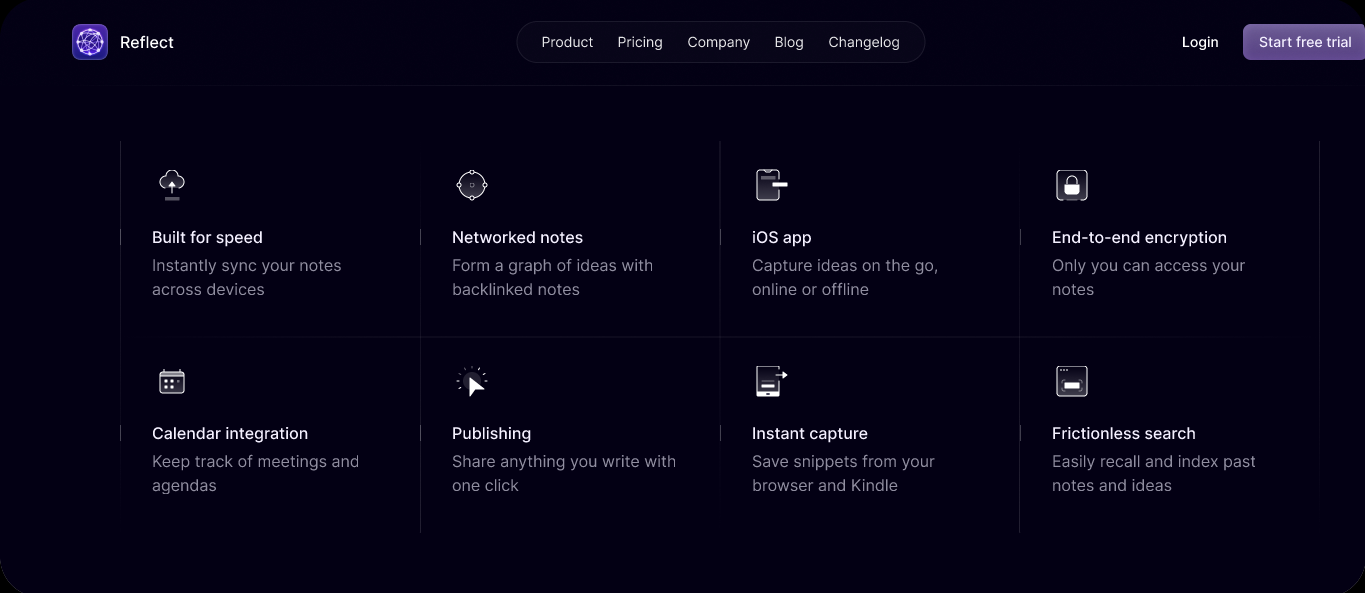 Reflect
Product Pricing Company Blog Changelog
Login
Start free trial
Built for speed
Instantly sync your notes
across devices
Networked notes
Form a graph of ideas with
backlinked notes
iOS app
Capture ideas on the go,
online or offline
End-to-end encryption
Only you can access your
notes
Calendar integration
Keep track of meetings and
agendas
Publishing
Share anything you write with
one click
Instant capture
Save snippets from your
browser and Kindle
Frictionless search
Easily recall and index past
notes and ideas